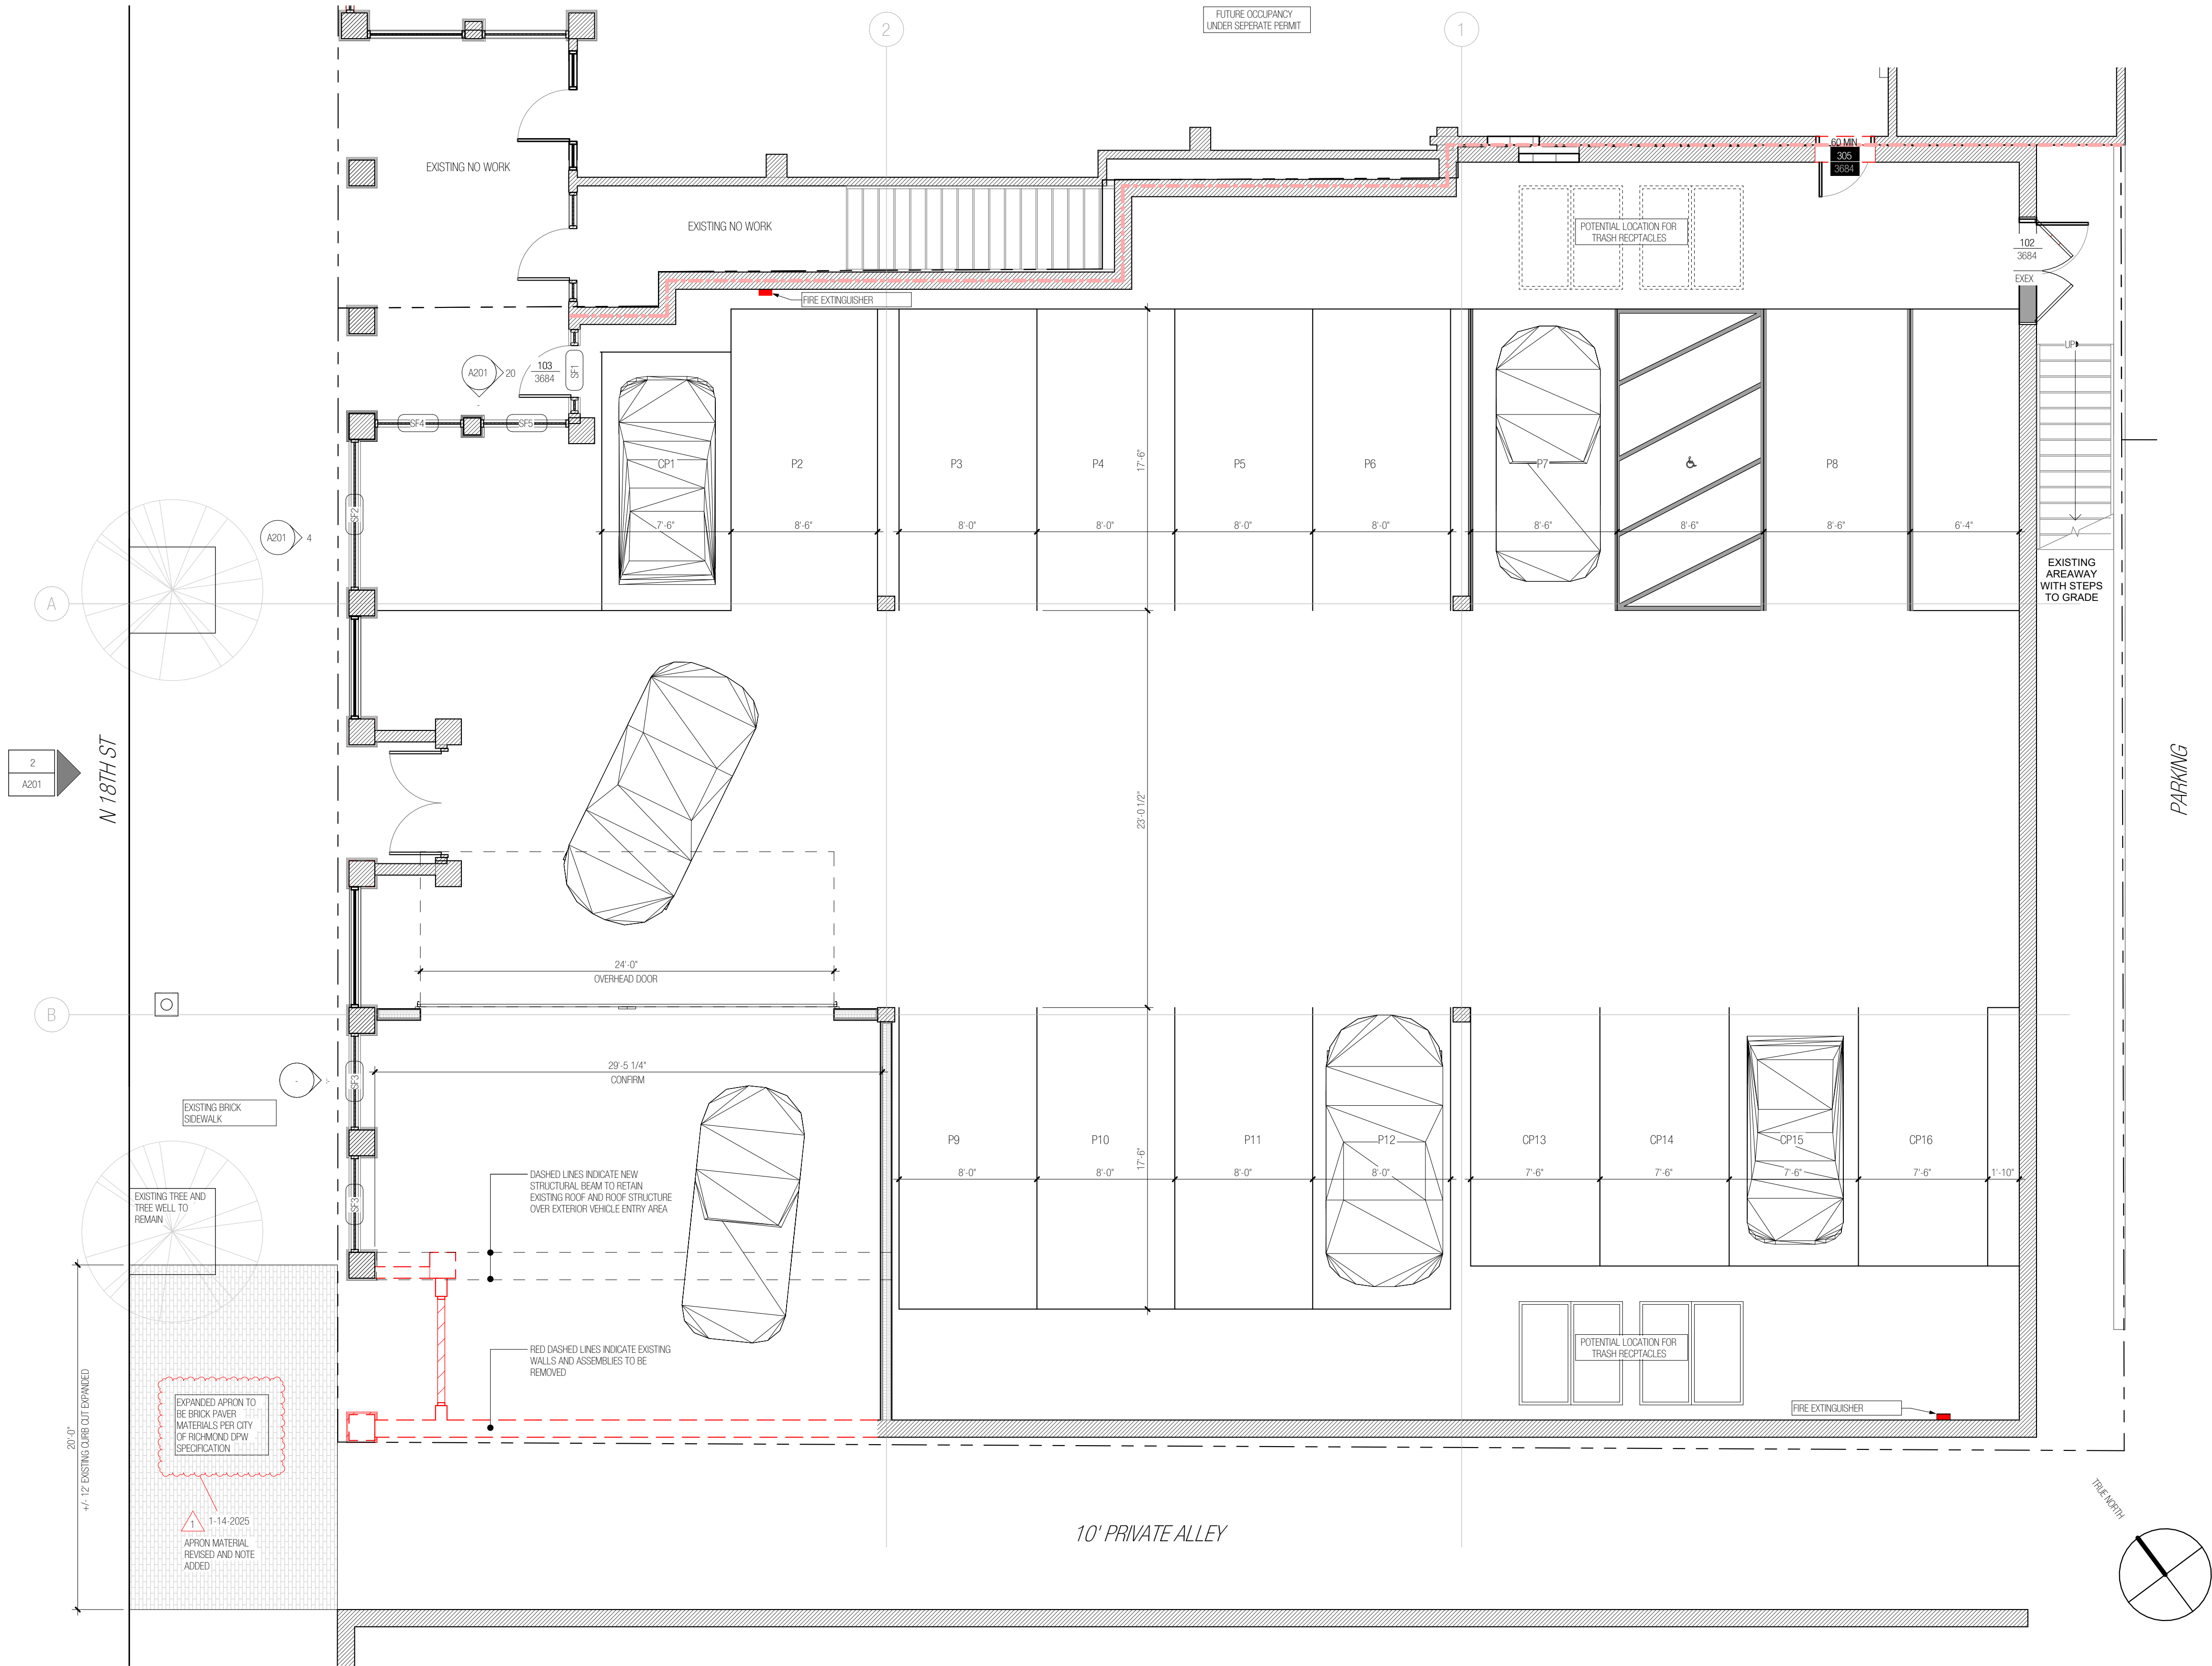 FUTURE OCCUPANCY
UNDER SEPERATE PERMIT
2
1
EXISTING NO WORK
EXISTING NO WORK
60 MIN
305
3684
POTENTIAL LOCATION FOR
TRASH RECPTACLES
102
3684
EXEX
FIRE EXTINGUISHER
UP
A201
20
-
103
3684
SF1
SF4
SF5
SF2
A201
4
CP1
P2
P3
P4
P5
P6
P7
P8
17'-6"
7'-6"
8'-6"
8'-0"
8'-0"
8'-0"
8'-0"
8'-6"
8'-6"
8'-6"
6'-4"
EXISTING
AREAWAY
WITH STEPS
TO GRADE
A
2
A201
N 18TH ST
23'-0 1/2"
PARKING
24'-0"
OVERHEAD DOOR
B
29'-5 1/4"
CONFIRM
-
SF3
EXISTING BRICK
SIDEWALK
P9
P10
P11
P12
CP13
CP14
CP15
CP16
17'-6"
8'-0"
8'-0"
8'-0"
8'-0"
7'-6"
7'-6"
7'-6"
7'-6"
1'-10"
DASHED LINES INDICATE NEW
STRUCTURAL BEAM TO RETAIN
EXISTING ROOF AND ROOF STRUCTURE
OVER EXTERIOR VEHICLE ENTRY AREA
EXISTING TREE AND
TREE WELL TO
REMAIN
SF3
RED DASHED LINES INDICATE EXISTING
WALLS AND ASSEMBLIES TO BE
REMOVED
POTENTIAL LOCATION FOR
TRASH RECPTACLES
FIRE EXTINGUISHER
20'-0"
+/- 12' EXISTING CURB CUT EXPANDED
EXPANDED APRON TO
BE BRICK PAVER
MATERIALS PER CITY
OF RICHMOND DPW
SPECIFICATION
1
1-14-2025
APRON MATERIAL
REVISED AND NOTE
ADDED
10' PRIVATE ALLEY
TRUE NORTH